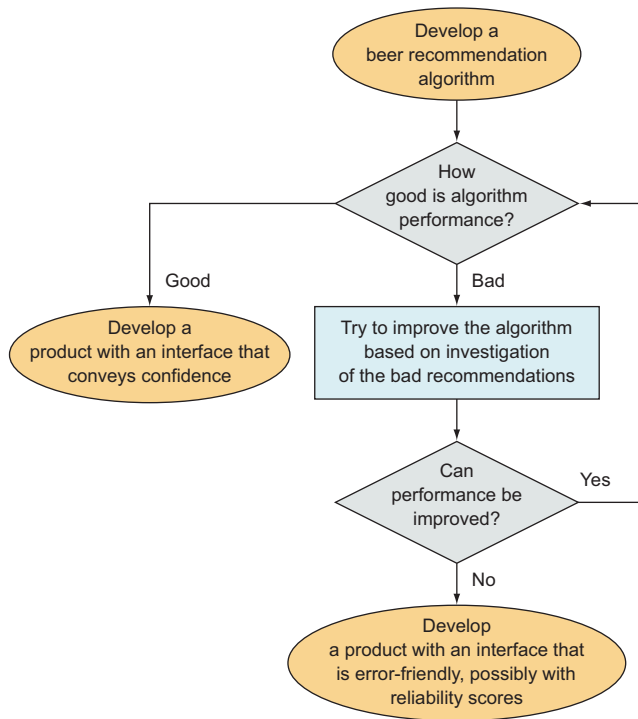 Develop a
beer recommendation
algorithm
How
good is algorithm
performance?
Good
Bad
Develop a
product with an interface that
conveys confidence
Try to improve the algorithm
based on investigation
of the bad recommendations
Can
performance be
improved?
Yes
No
Develop
a product with an interface that
is error-friendly, possibly with
reliability scores